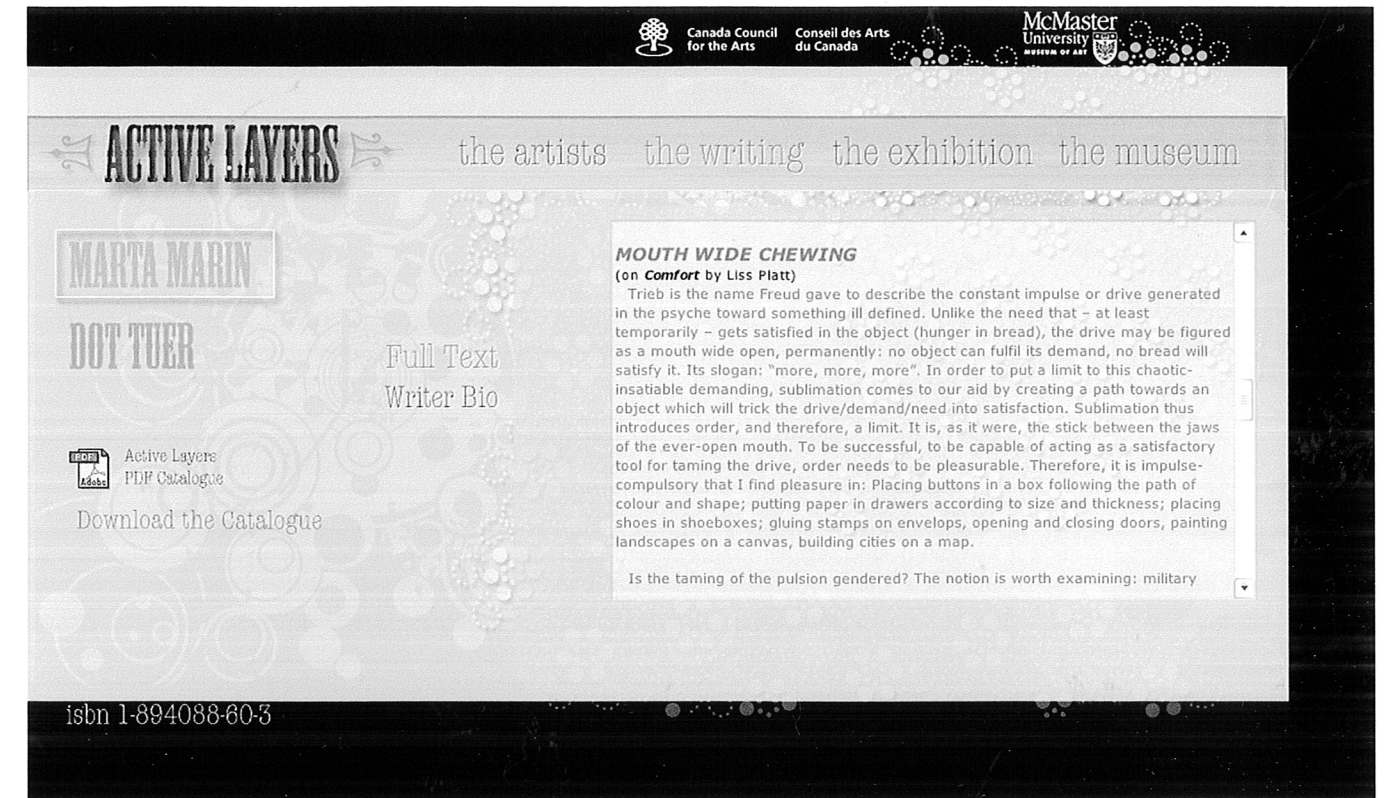 Canada Council
for the Arts
Conseil des Arts
du Canada
McMaster
University
MUSEUM OF ART
ACTIVE LAYERS
the artists the writing the exhibition the museum
MARTA MARIN
DOT TUER
Full Text
Writer Bio
PDF
Adobe
Active Layers
PDF Catalogue
Download the Catalogue
MOUTH WIDE CHEWING
(on Comfort by Liss Platt)
Trieb is the name Freud gave to describe the constant impulse or drive generated
in the psyche toward something ill defined. Unlike the need that – at least
temporarily – gets satisfied in the object (hunger in bread), the drive may be figured
as a mouth wide open, permanently: no object can fulfil its demand, no bread will
satisfy it. Its slogan: "more, more, more". In order to put a limit to this chaotic-
insatiable demanding, sublimation comes to our aid by creating a path towards an
object which will trick the drive/demand/need into satisfaction. Sublimation thus
introduces order, and therefore, a limit. It is, as it were, the stick between the jaws
of the ever-open mouth. To be successful, to be capable of acting as a satisfactory
tool for taming the drive, order needs to be pleasurable. Therefore, it is impulse-
compulsory that I find pleasure in: Placing buttons in a box following the path of
colour and shape; putting paper in drawers according to size and thickness; placing
shoes in shoeboxes; gluing stamps on envelops, opening and closing doors, painting
landscapes on a canvas, building cities on a map.
Is the taming of the pulsion gendered? The notion is worth examining: military
isbn 1-894088-60-3